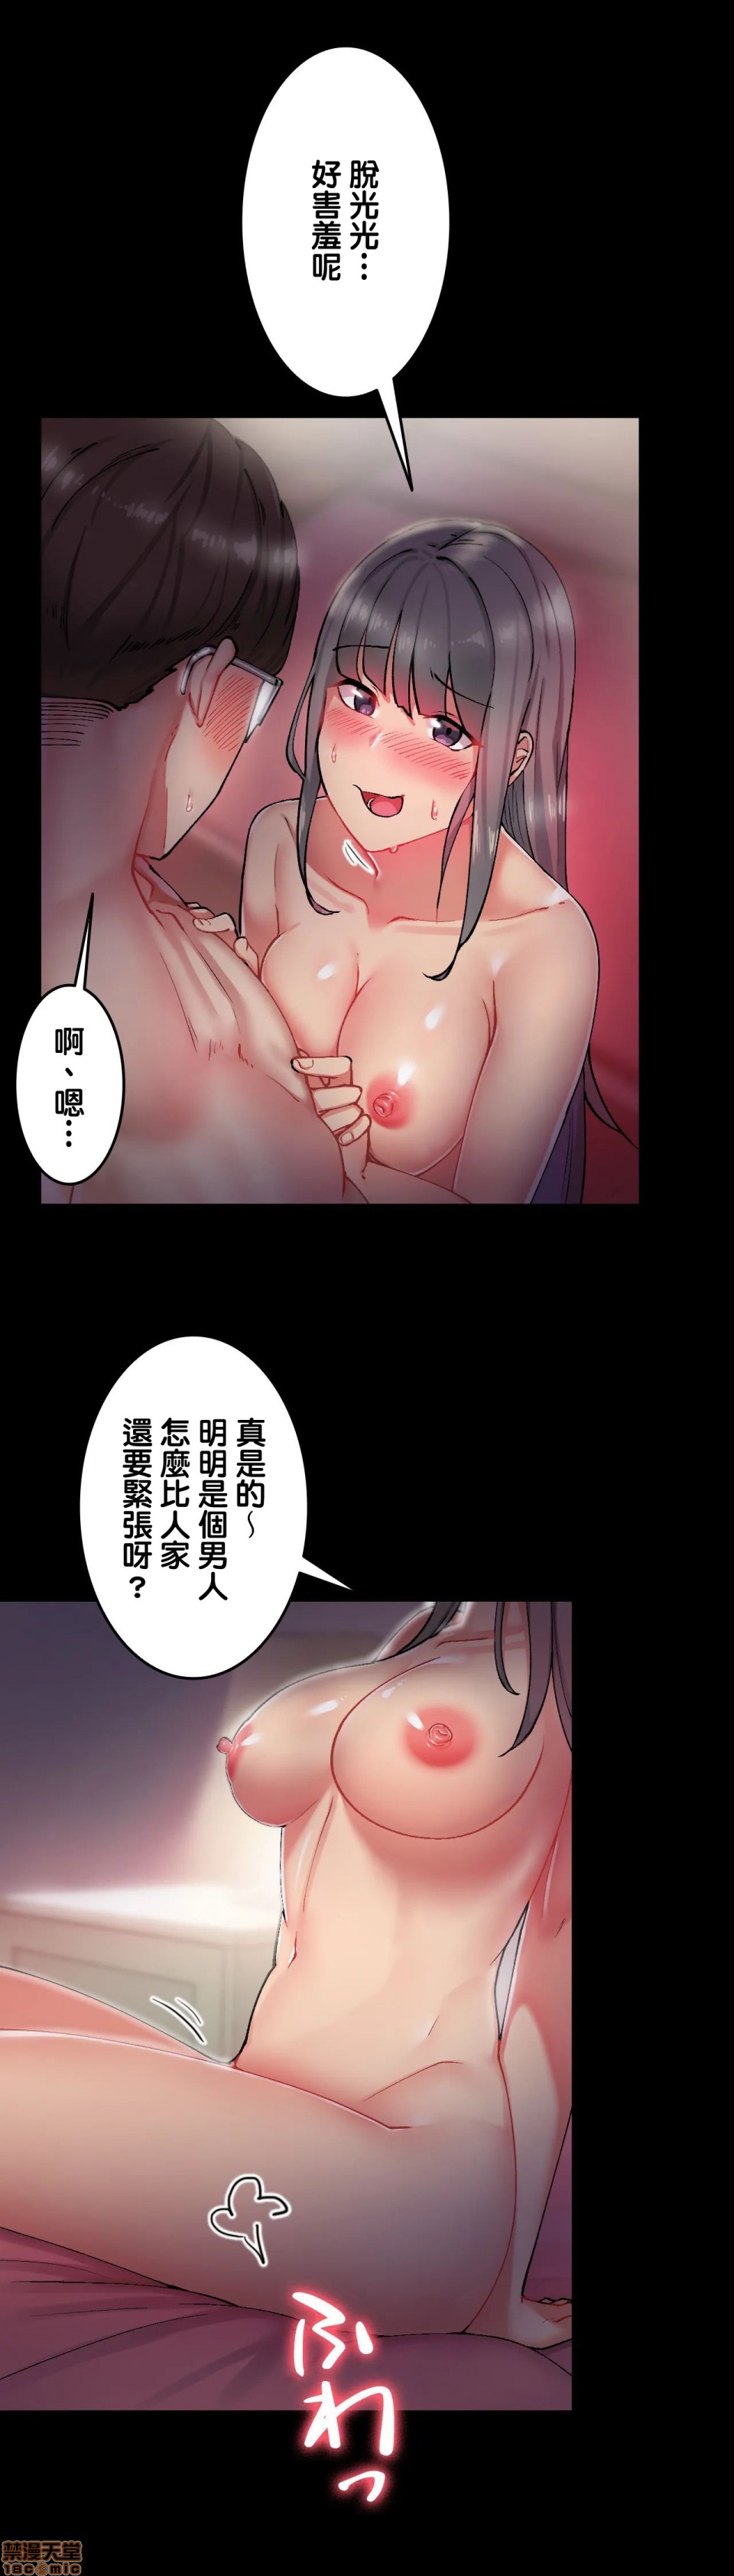 脫光光…
好害羞呢
啊、嗯…
真是的~
明明是個男人
怎麼比人家
還要緊張呀？
ふわっ
禁漫天堂
18comic